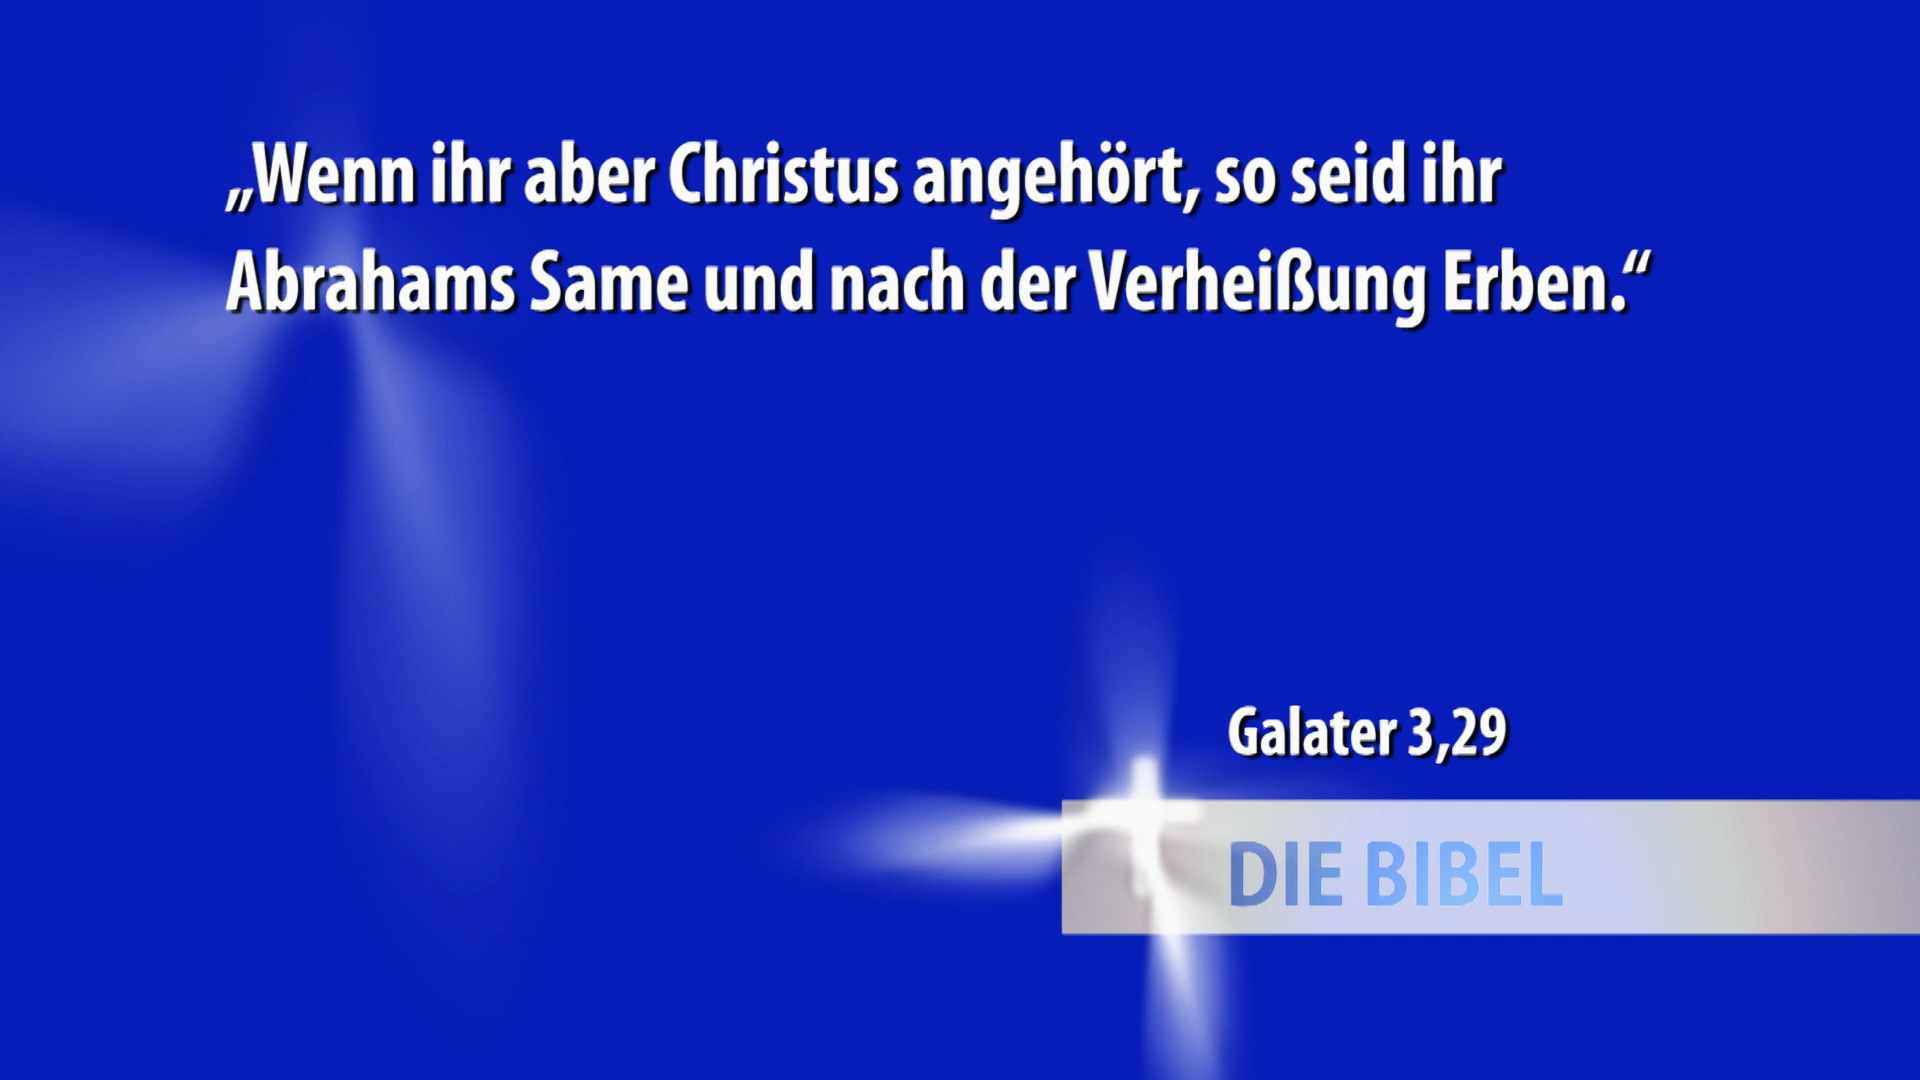 „Wenn ihr aber Christus angehört, so seid ihr
Abrahams Same und nach der Verheißung Erben.“
Galater 3,29
DIE BIBEL